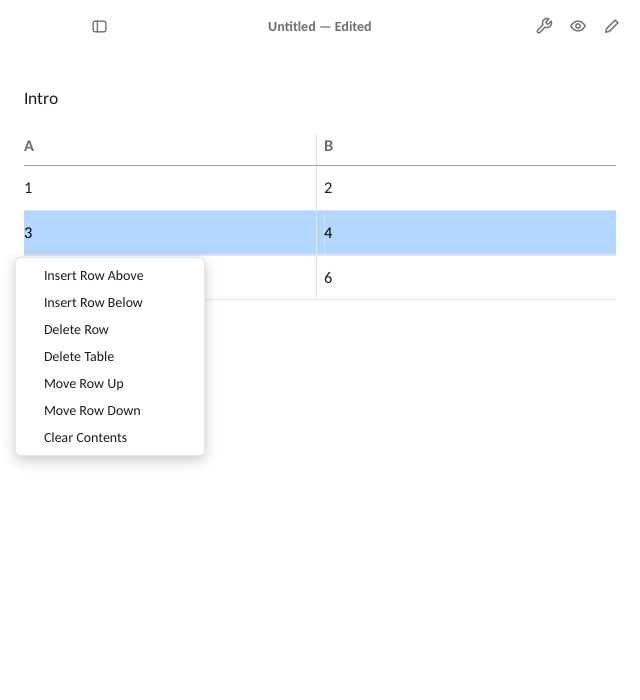 Untitled — Edited
Intro
A B
1 2
3 4
6
Insert Row Above
Insert Row Below
Delete Row
Delete Table
Move Row Up
Move Row Down
Clear Contents